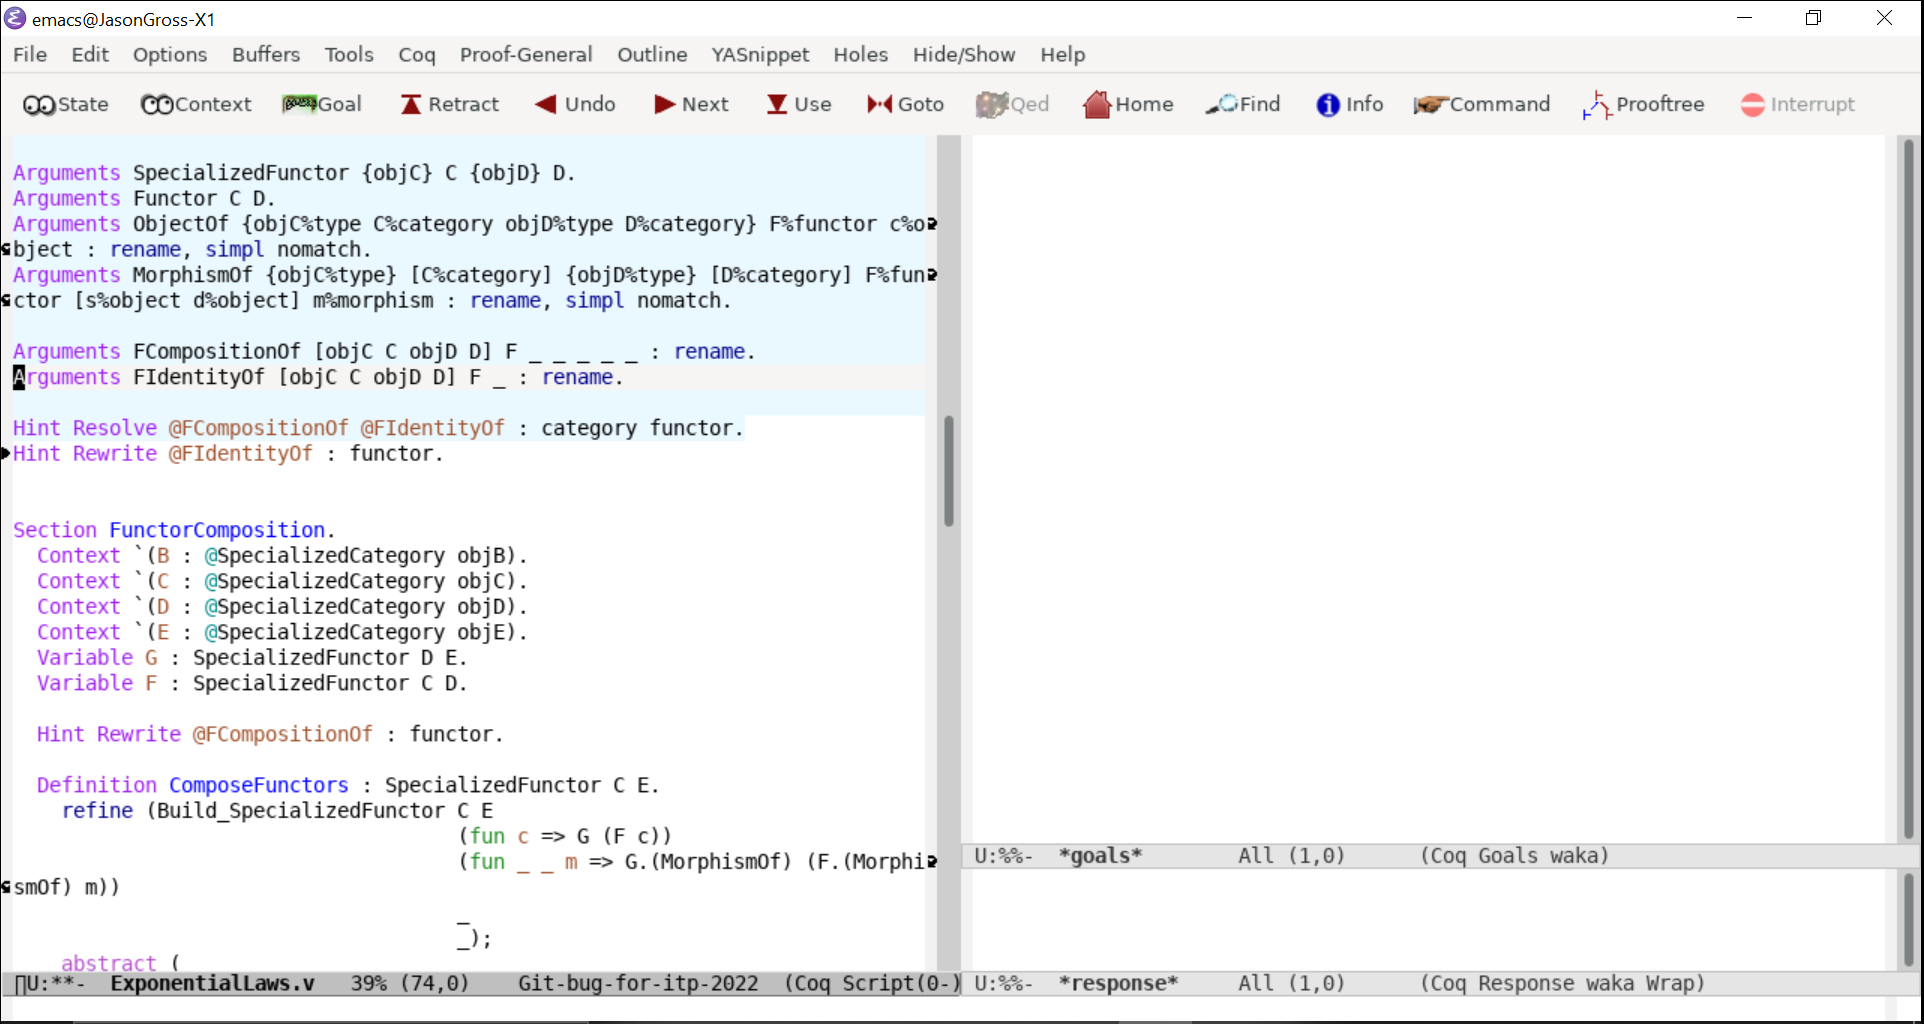 emacs@JasonGross-X1
File Edit Options Buffers Tools Coq Proof-General Outline YASnippet Holes Hide/Show Help
State Context Goal Retract Undo Next Use Goto Qed Home Find Info Command Prooftree Interrupt
Arguments SpecializedFunctor {objC} C {objD} D.
Arguments Functor C D.
Arguments ObjectOf {objC%type C%category objD%type D%category} F%functor c%o
bject : rename, simpl nomatch.
Arguments MorphismOf {objC%type} [C%category] {objD%type} [D%category] F%fun
ctor [s%object d%object] m%morphism : rename, simpl nomatch.
Arguments FCompositionOf [objC C objD D] F _ _ _ _ _ : rename.
Arguments FIdentityOf [objC C objD D] F _ : rename.
Hint Resolve @FCompositionOf @FIdentityOf : category functor.
Hint Rewrite @FIdentityOf : functor.
Section FunctorComposition.
Context `(B : @SpecializedCategory objB).
Context `(C : @SpecializedCategory objC).
Context `(D : @SpecializedCategory objD).
Context `(E : @SpecializedCategory objE).
Variable G : SpecializedFunctor D E.
Variable F : SpecializedFunctor C D.
Hint Rewrite @FCompositionOf : functor.
Definition ComposeFunctors : SpecializedFunctor C E.
refine (Build_SpecializedFunctor C E
(fun c => G (F c))
(fun _ _ m => G.(MorphismOf) (F.(Morphi
smOf) m))
_
_);
abstract (
U:**- ExponentialLaws.v 39% (74,0) Git-bug-for-itp-2022 (Coq Script(0-)
U:%%- *goals* All (1,0) (Coq Goals waka)
U:%%- *response* All (1,0) (Coq Response waka Wrap)